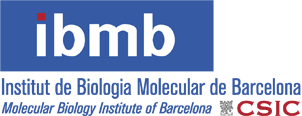 ibmb
Institut de Biologia Molecular de Barcelona
Molecular Biology Institute of Barcelona CSIC